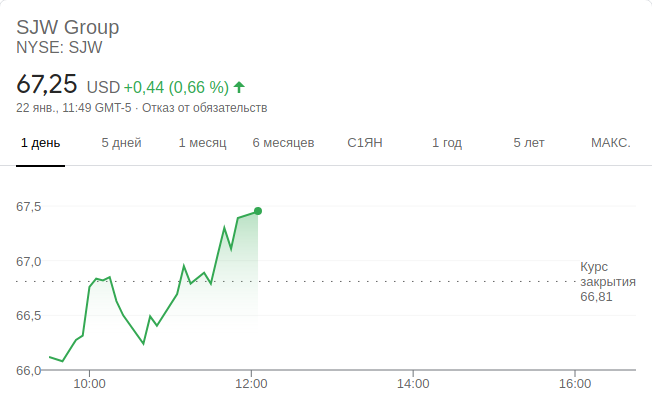 SJW Group
NYSE: SJW
67,25 USD +0,44 (0,66 %)
22 янв., 11:49 GMT-5 · Отказ от обязательств
1 день 5 дней 1 месяц 6 месяцев С1ЯН 1 год 5 лет МАКС.
67,5
67,0
Курс
закрытия
66,81
66,5
66,0
10:00 12:00 14:00 16:00